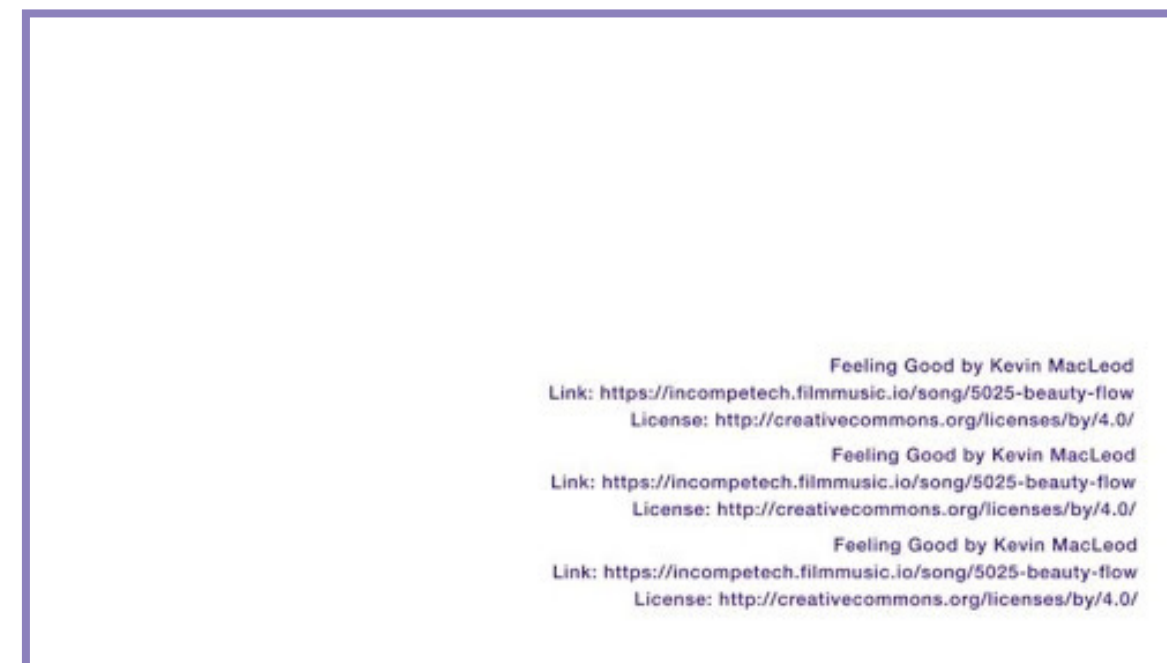 Feeling Good by Kevin MacLeod
Link: https://incompetech.filmmusic.io/song/5025-beauty-flow
License: http://creativecommons.org/licenses/by/4.0/
Feeling Good by Kevin MacLeod
Link: https://incompetech.filmmusic.io/song/5025-beauty-flow
License: http://creativecommons.org/licenses/by/4.0/
Feeling Good by Kevin MacLeod
Link: https://incompetech.filmmusic.io/song/5025-beauty-flow
License: http://creativecommons.org/licenses/by/4.0/